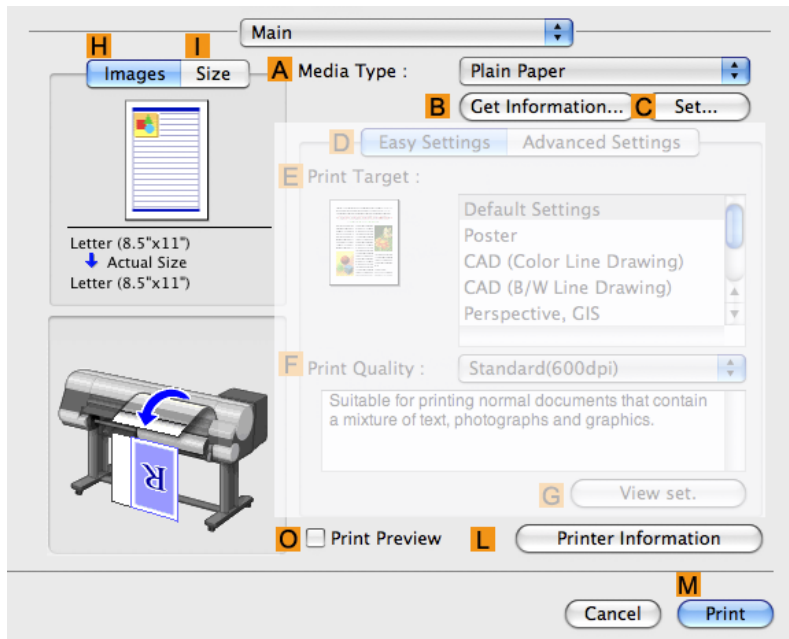 Main
H I
Images Size
A Media Type : Plain Paper
B Get Information... C Set...
D Easy Settings Advanced Settings
E Print Target :
Default Settings
Poster
CAD (Color Line Drawing)
CAD (B/W Line Drawing)
Perspective, GIS
Letter (8.5"x11")
Actual Size
Letter (8.5"x11")
F Print Quality : Standard(600dpi)
Suitable for printing normal documents that contain
a mixture of text, photographs and graphics.
R
G View set.
O Print Preview L Printer Information
M
Cancel Print